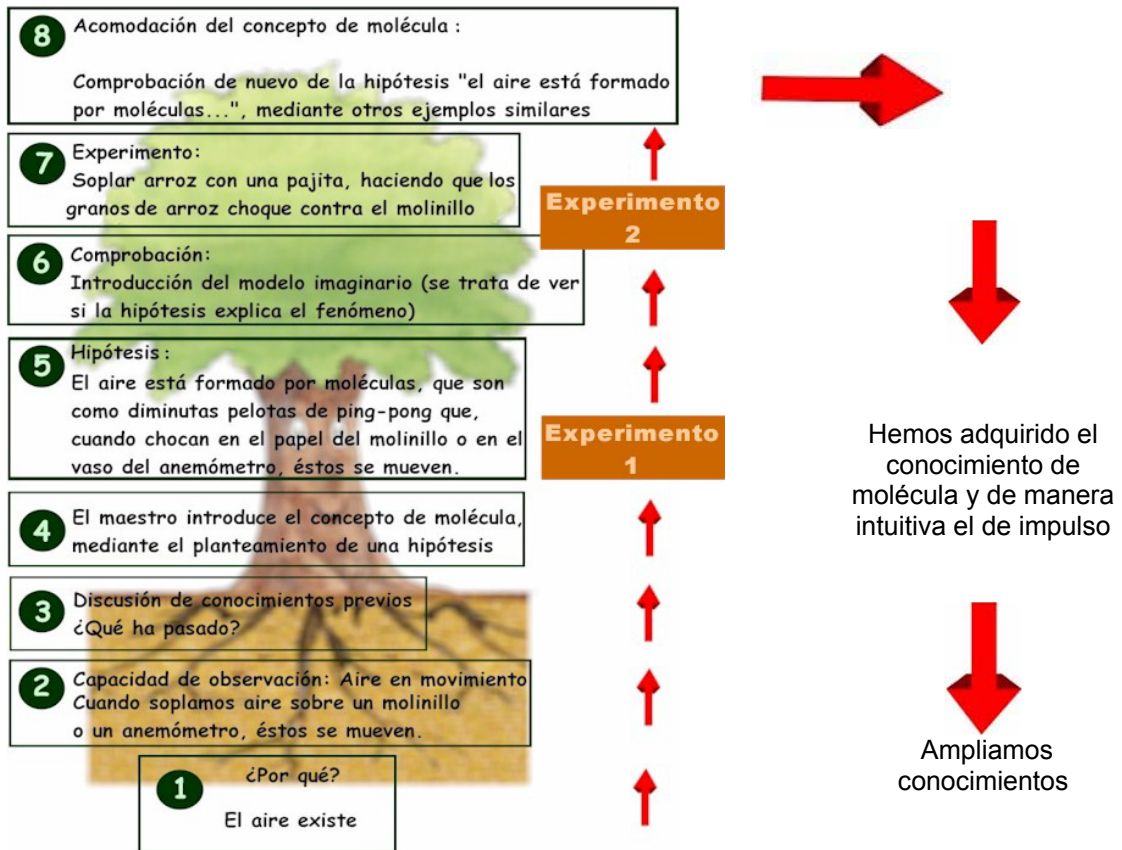 8
Acomodación del concepto de molécula :
Comprobación de nuevo de la hipótesis "el aire está formado
por moléculas...", mediante otros ejemplos similares
7
Experimento:
Soplar arroz con una pajita, haciendo que los
granos de arroz choque contra el molinillo
Experimento
2
6
Comprobación:
Introducción del modelo imaginario (se trata de ver
si la hipótesis explica el fenómeno)
5
Hipótesis :
El aire está formado por moléculas, que son
como diminutas pelotas de ping-pong que,
cuando chocan en el papel del molinillo o en el
vaso del anemómetro, éstos se mueven.
Experimento
1
4
El maestro introduce el concepto de molécula,
mediante el planteamiento de una hipótesis
3
Discusión de conocimientos previos
¿Qué ha pasado?
2
Capacidad de observación: Aire en movimiento
Cuando soplamos aire sobre un molinillo
o un anemómetro, éstos se mueven.
1
¿Por qué?
El aire existe
Hemos adquirido el
conocimiento de
molécula y de manera
intuitiva el de impulso
Ampliamos
conocimientos